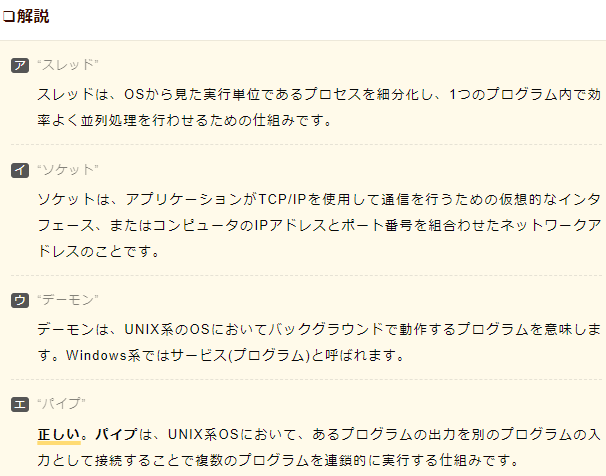 ❏解説
ア “スレッド”
スレッドは、OSから見た実行単位であるプロセスを細分化し、1つのプログラム内で効
率よく並列処理を行わせるための仕組みです。
イ “ソケット”
ソケットは、アプリケーションがTCP/IPを使用して通信を行うための仮想的なインタ
フェース、またはコンピュータのIPアドレスとポート番号を組合わせたネットワークア
ドレスのことです。
ウ “デーモン”
デーモンは、UNIX系のOSにおいてバックグラウンドで動作するプログラムを意味しま
す。Windows系ではサービス(プログラム)と呼ばれます。
エ “パイプ”
正しい。パイプは、UNIX系OSにおいて、あるプログラムの出力を別のプログラムの入
力として接続することで複数のプログラムを連鎖的に実行する仕組みです。